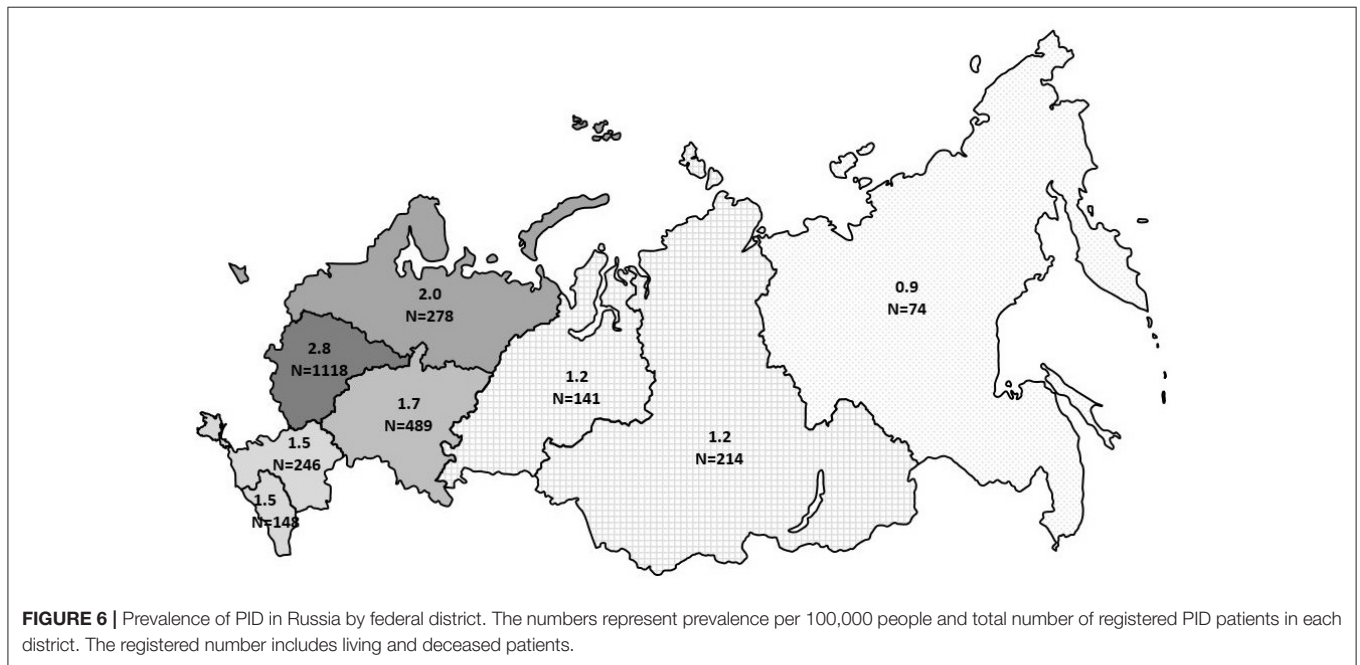 2.0
N=278
2.8
N=1118
1.7
N=489
1.5
N=246
1.5
N=148
1.2
N=141
1.2
N=214
0.9
N=74
FIGURE 6 | Prevalence of PID in Russia by federal district. The numbers represent prevalence per 100,000 people and total number of registered PID patients in each
district. The registered number includes living and deceased patients.